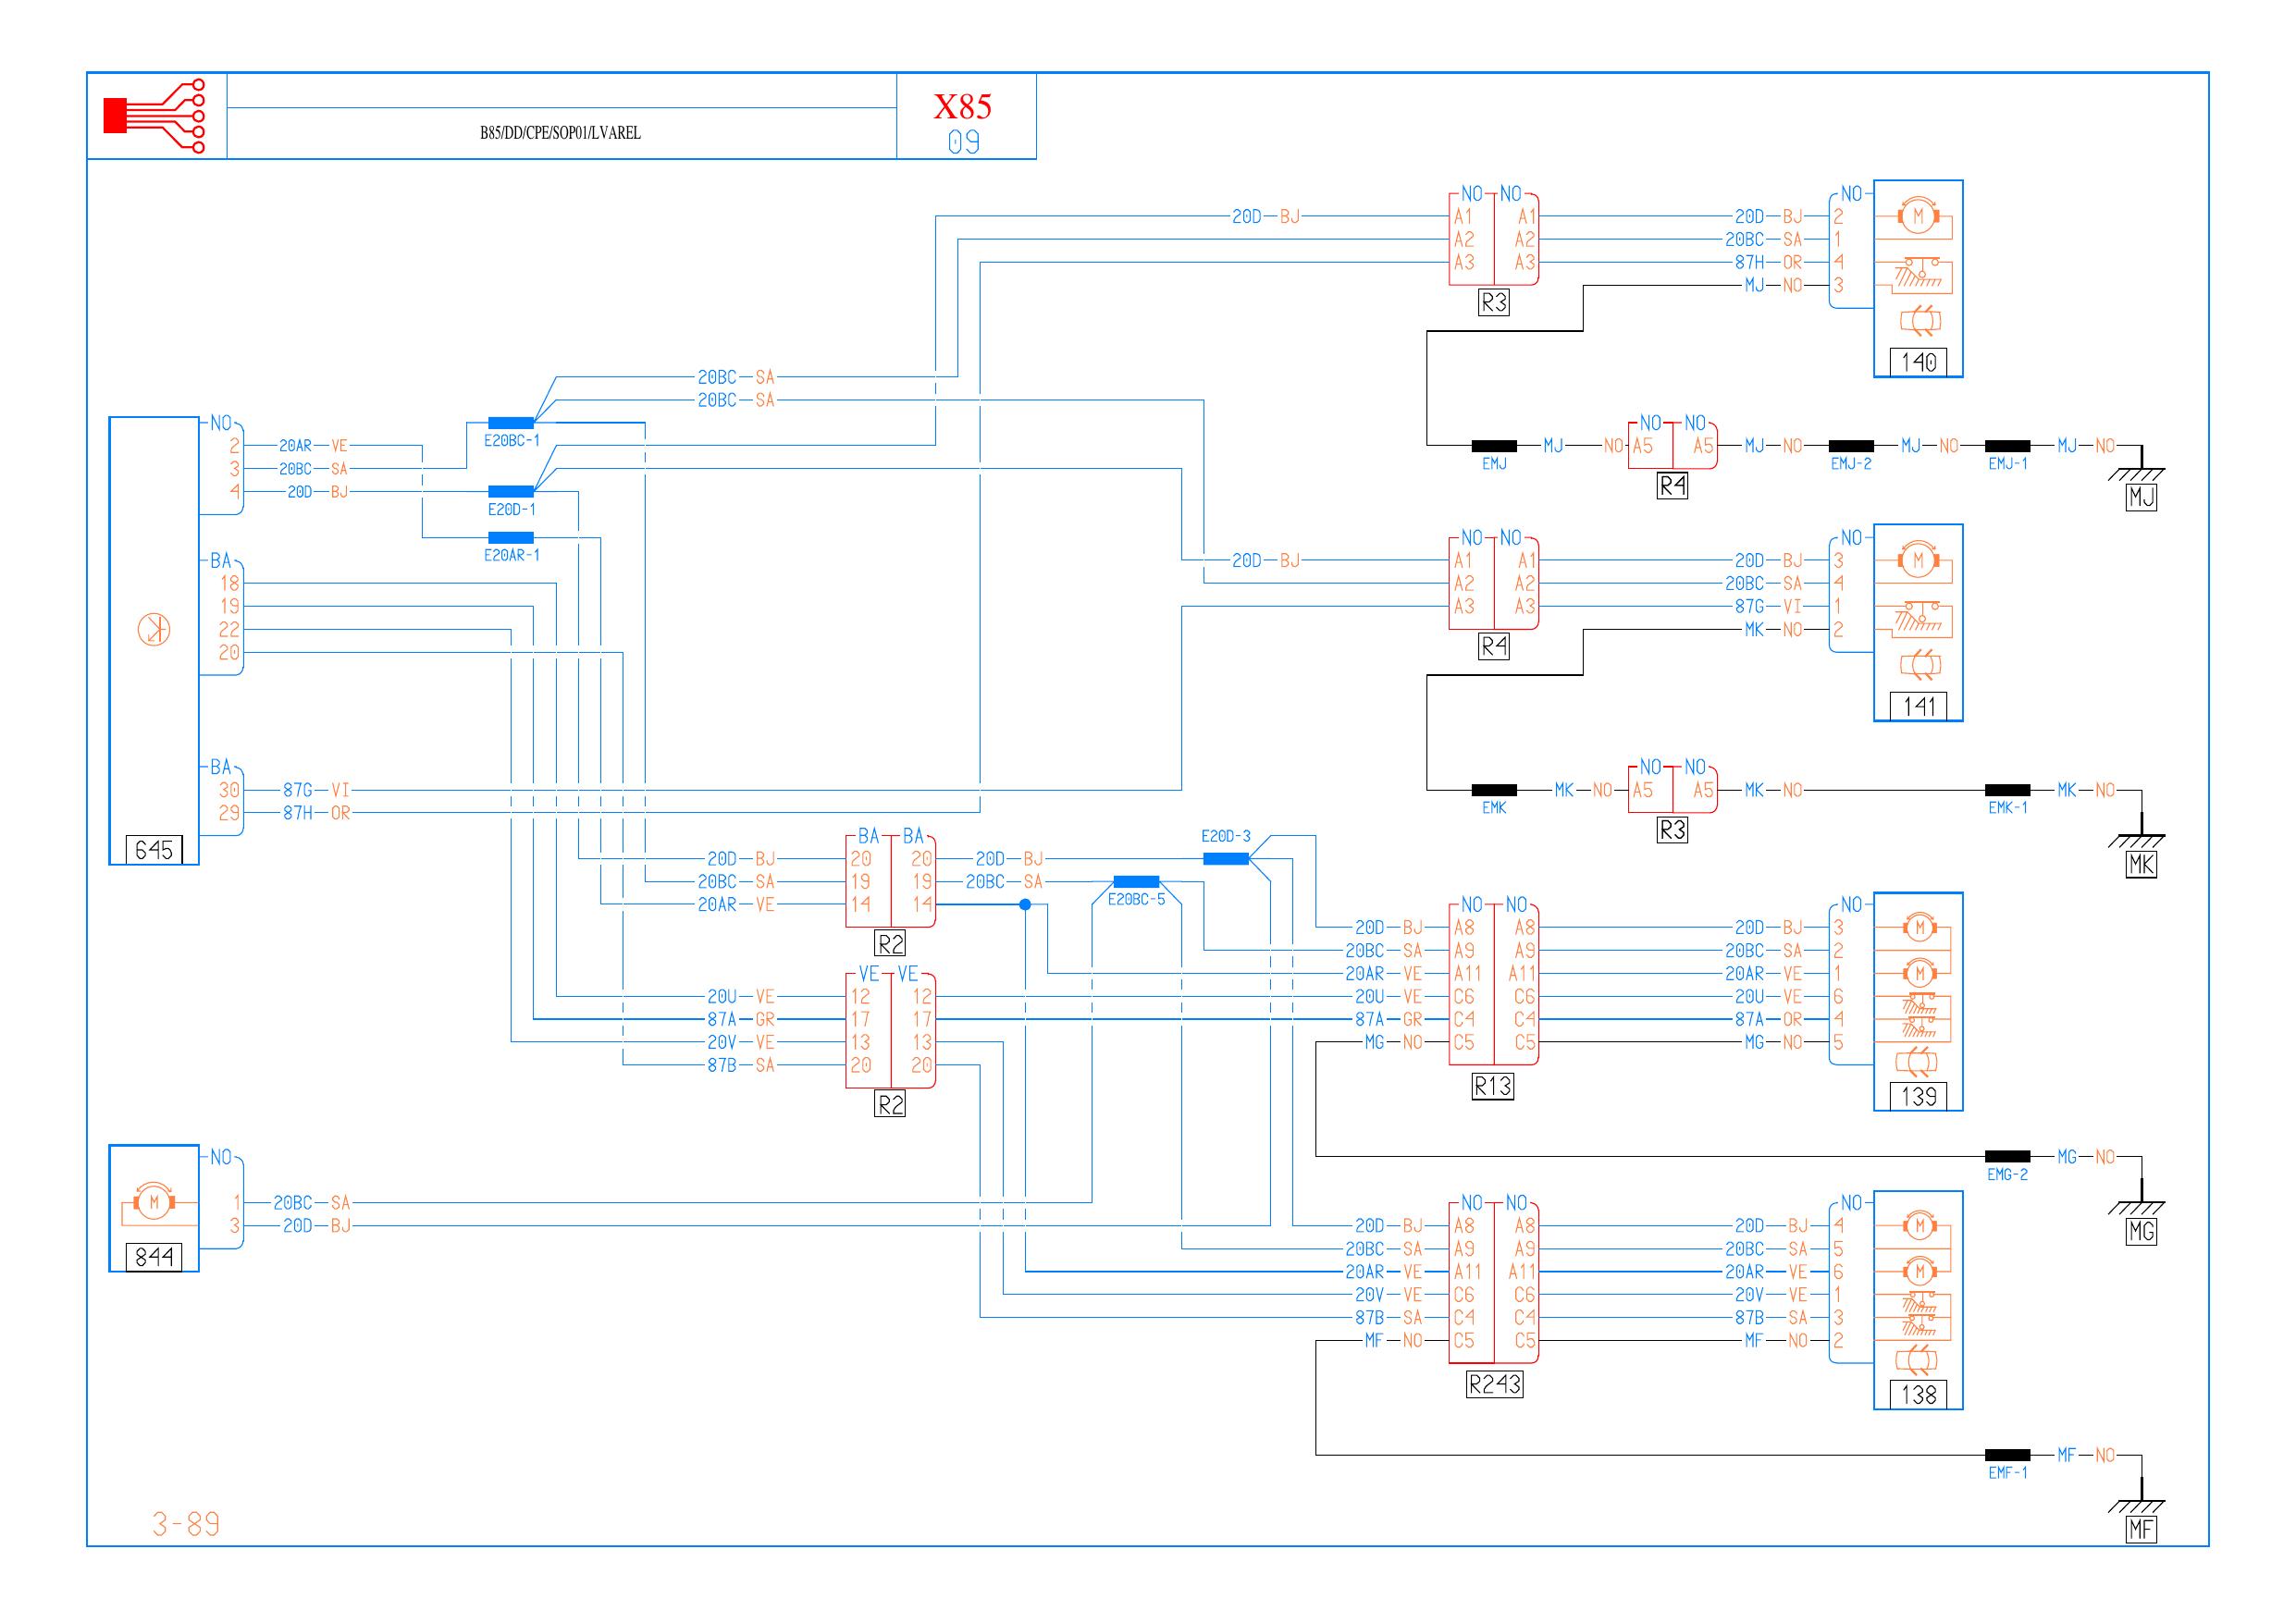 X85
B85/DD/CPE/SOP01/LVAREL
09
NO NO NO
20D BJ A1 A1 20D BJ 2 M
A2 A2 20BC SA 1
A3 A3 87H OR 4
MJ NO 3
R3
140
20BC SA
20BC SA
NO
E20BC-1
2 20AR VE
3 20BC SA
4 20D BJ
E20D-1
E20AR-1
NO NO
EMJ MJ NO A5 A5 MJ NO EMJ-2 MJ NO EMJ-1 MJ NO
R4
MJ
NO NO NO
20D BJ A1 A1 20D BJ 3 M
A2 A2 20BC SA 4
A3 A3 87G VI 1
MK NO 2
R4
141
BA
18
19
22
20
BA
30 87G VI
29 87H OR
645
NO NO
EMK MK NO A5 A5 MK NO EMK-1 MK NO
R3
MK
BA BA
20D BJ 20 20 20D BJ E20D-3
20BC SA 19 19 20BC SA E20BC-5
20AR VE 14 14
R2
VE VE
20U VE 12 12
87A GR 17 17
20V VE 13 13
87B SA 20 20
R2
NO NO NO
20D BJ A8 A8 20D BJ 3 M
20BC SA A9 A9 20BC SA 2
20AR VE A11 A11 20AR VE 1 M
20U VE C6 C6 20U VE 6
87A GR C4 C4 87A OR 4
MG NO C5 C5 MG NO 5
R13
139
EMG-2 MG NO
MG
NO
M 1 20BC SA
3 20D BJ
844
NO NO NO
20D BJ A8 A8 20D BJ 4 M
20BC SA A9 A9 20BC SA 5
20AR VE A11 A11 20AR VE 6 M
20V VE C6 C6 20V VE 1
87B SA C4 C4 87B SA 3
MF NO C5 C5 MF NO 2
R243
138
EMF-1 MF NO
MF
3-89